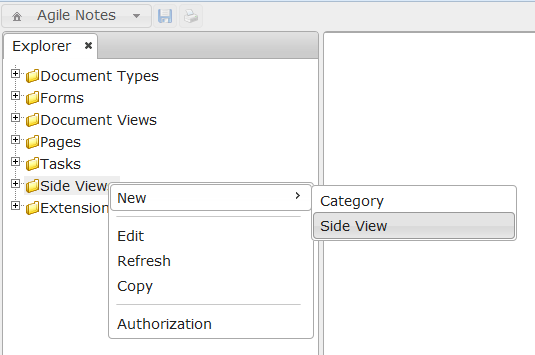 Agile Notes
Explorer
Document Types
Forms
Document Views
Pages
Tasks
Side View
Extension
New
Edit
Refresh
Copy
Authorization
Category
Side View